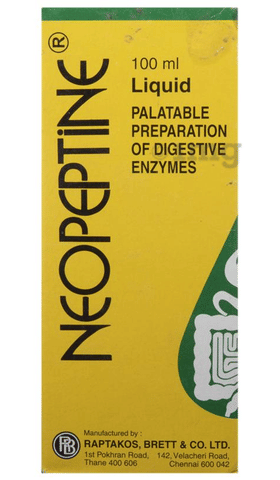 NEOPEPTINE®
100 ml
Liquid
PALATABLE
PREPARATION
OF DIGESTIVE
ENZYMES
Manufactured by :
RAPTAKOS, BRETT & CO. LTD.
1st Pokhran Road, 142, Velacheri Road,
Thane 400 606 Chennai 600 042